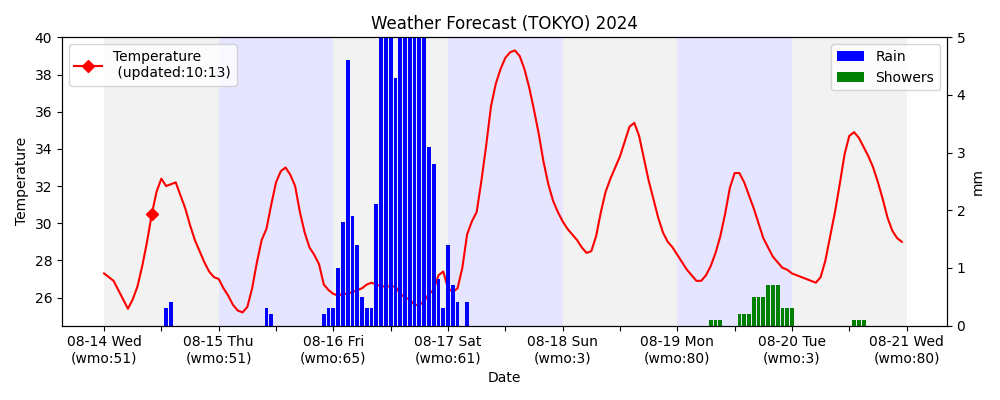 Weather Forecast (TOKYO) 2024
Temperature
(updated:10:13)
Rain
Showers
Temperature
40
38
36
34
32
30
28
26
5
4
3
2
1
0
mm
08-14 Wed
(wmo:51)
08-15 Thu
(wmo:51)
08-16 Fri
(wmo:65)
08-17 Sat
(wmo:61)
08-18 Sun
(wmo:3)
08-19 Mon
(wmo:80)
08-20 Tue
(wmo:3)
08-21 Wed
(wmo:80)
Date